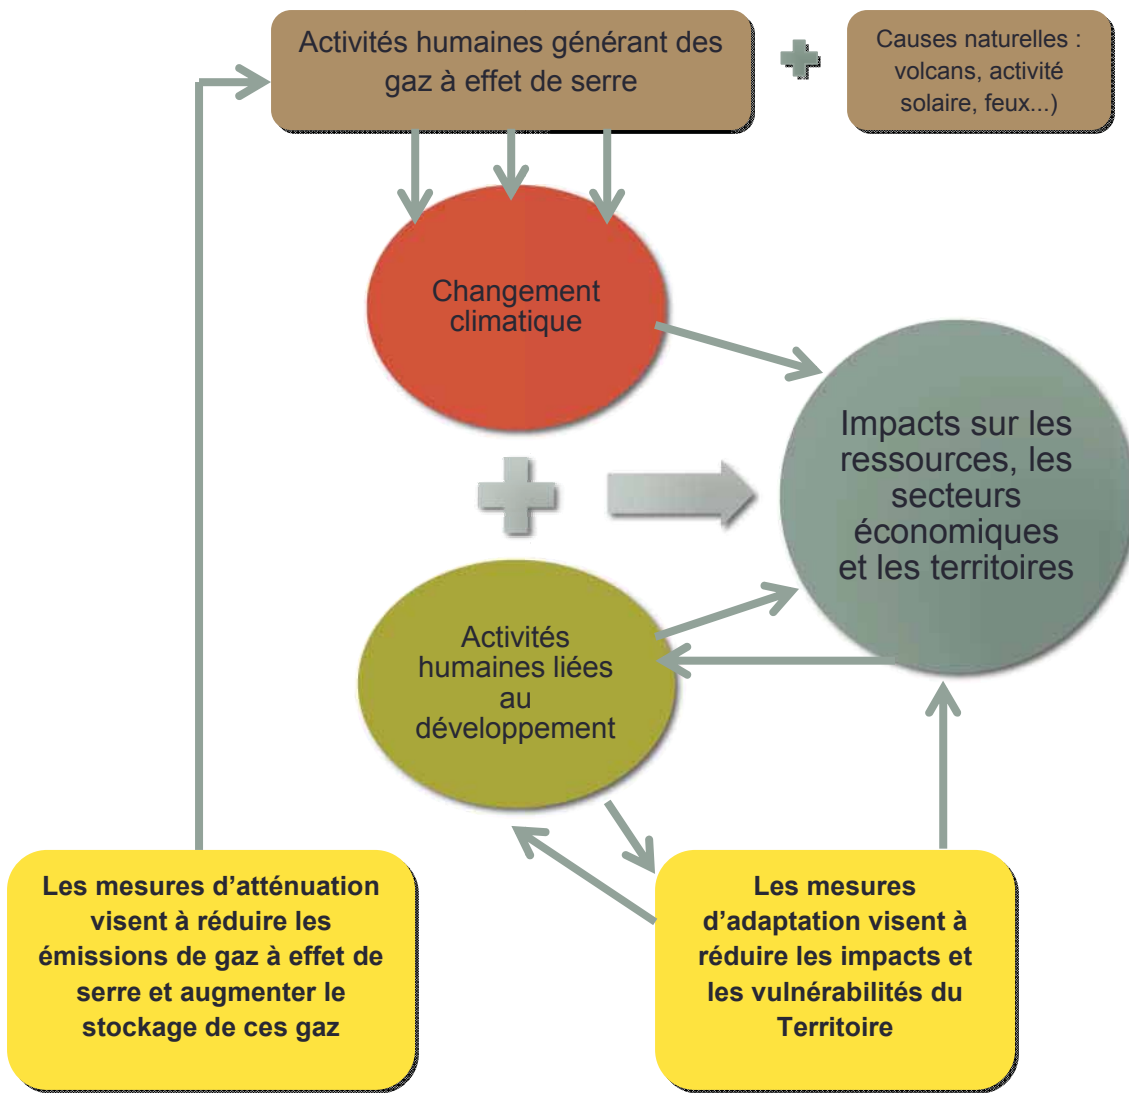 Activités humaines générant des
gaz à effet de serre
Causes naturelles :
volcans, activité
solaire, feux...)
Changement
climatique
Impacts sur les
ressources, les
secteurs
économiques
et les territoires
Activités
humaines liées
au
développement
Les mesures d’atténuation
visent à réduire les
émissions de gaz à effet de
serre et augmenter le
stockage de ces gaz
Les mesures
d’adaptation visent à
réduire les impacts et
les vulnérabilités du
Territoire